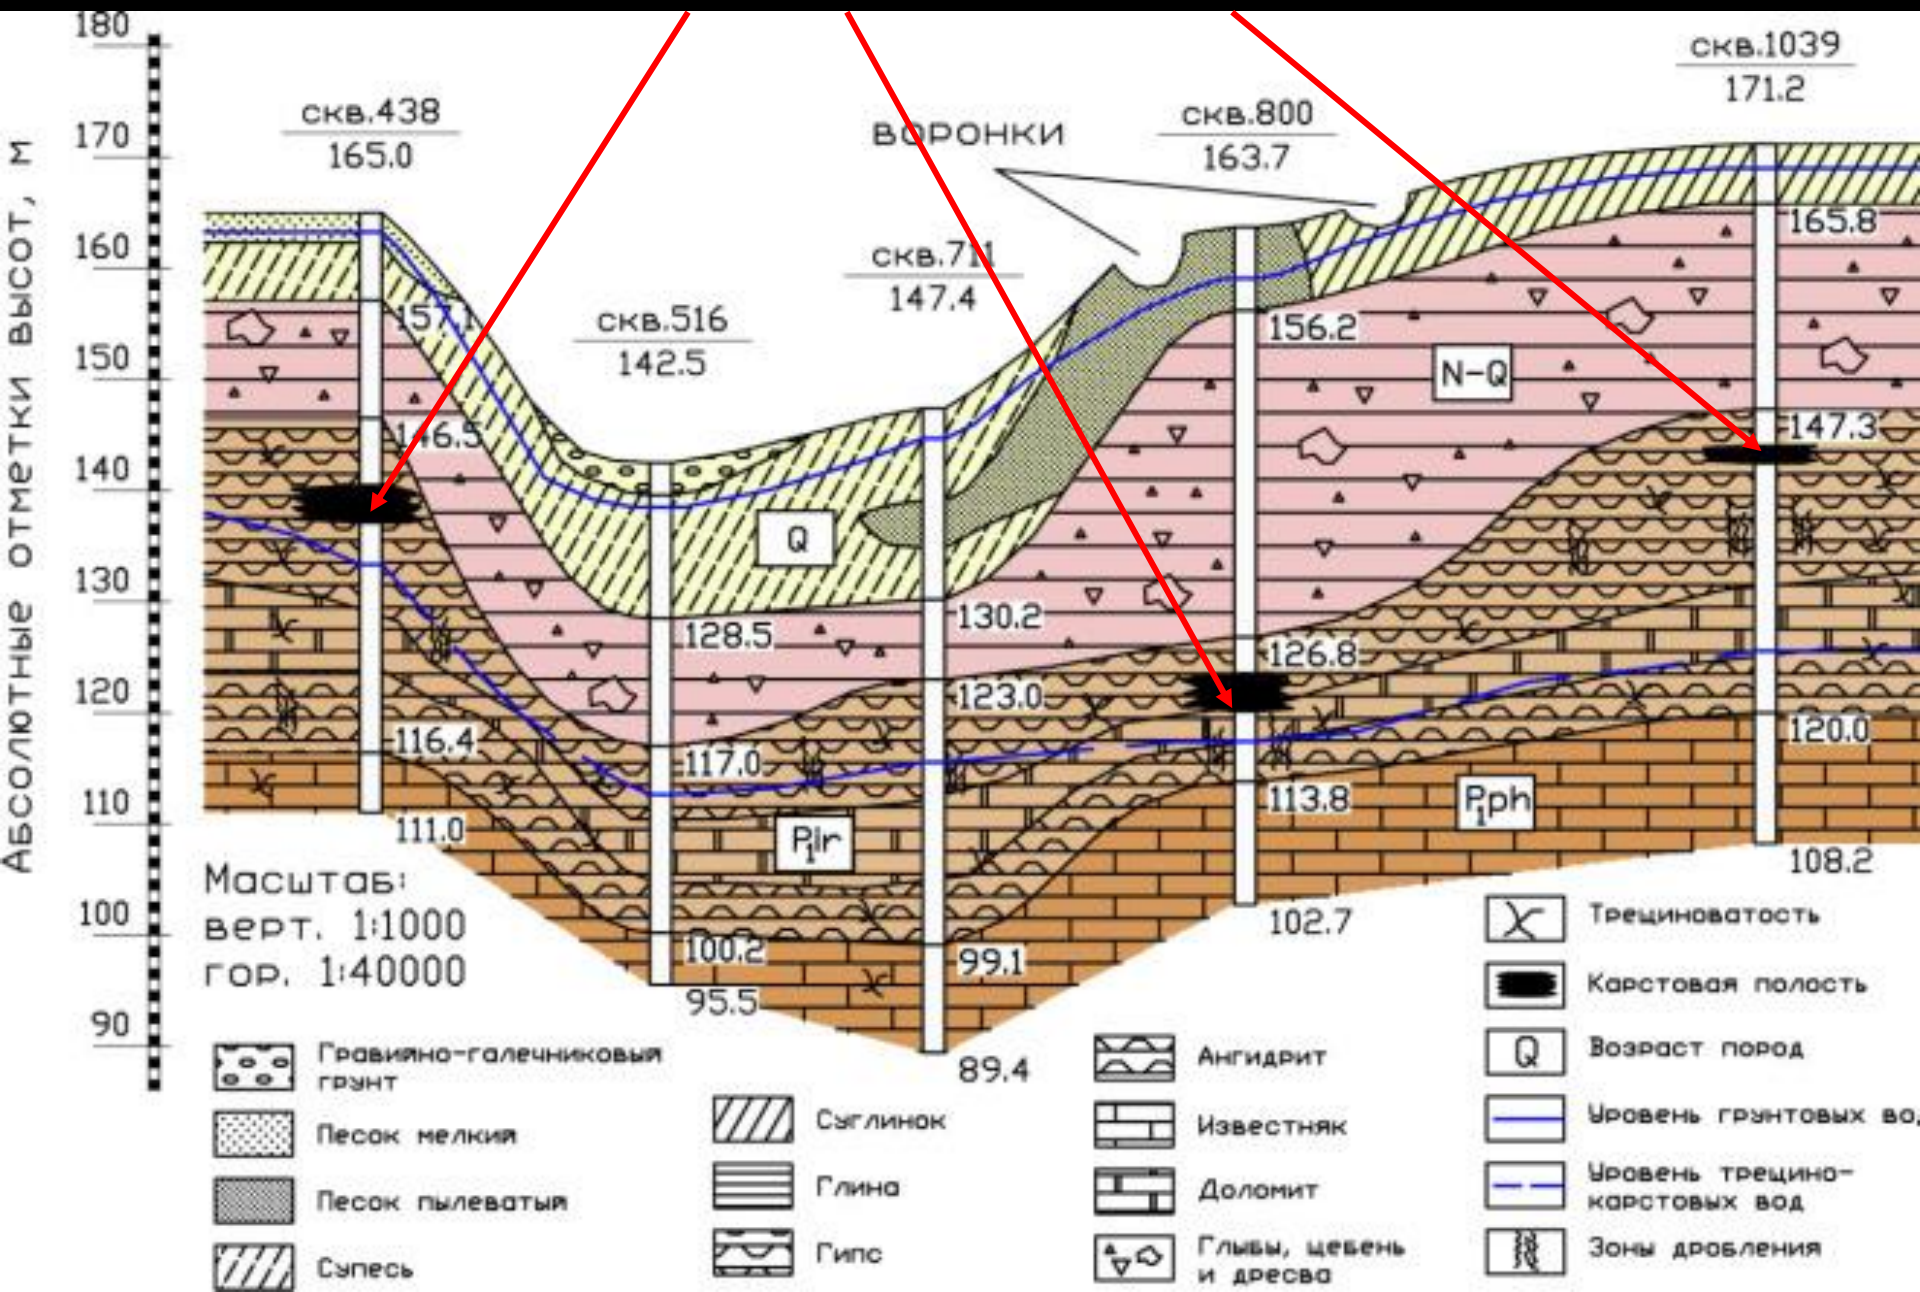 180
170
160
150
140
130
120
110
100
90
Абсолютные отметки высот, м
скв.438
165.0
скв.516
142.5
скв.711
147.4
ВОРОНКИ
скв.800
163.7
скв.1039
171.2
157.1
146.5
116.4
111.0
128.5
117.0
100.2
95.5
130.2
123.0
99.1
89.4
156.2
126.8
113.8
102.7
165.8
147.3
120.0
108.2
Q
N-Q
P₁ir
P₁ph
Масштаб:
верт. 1:1000
гор. 1:40000
Гравийно-галечниковый
грунт
Песок мелкий
Песок пылеватый
Супесь
Суглинок
Глина
Гипс
Ангидрит
Известняк
Доломит
Глыбы, щебень
и дресва
Трещиноватость
Карстовая полость
Q
Возраст пород
Уровень грунтовых во
Уровень трещино-
карстовых вод
Зоны дробления